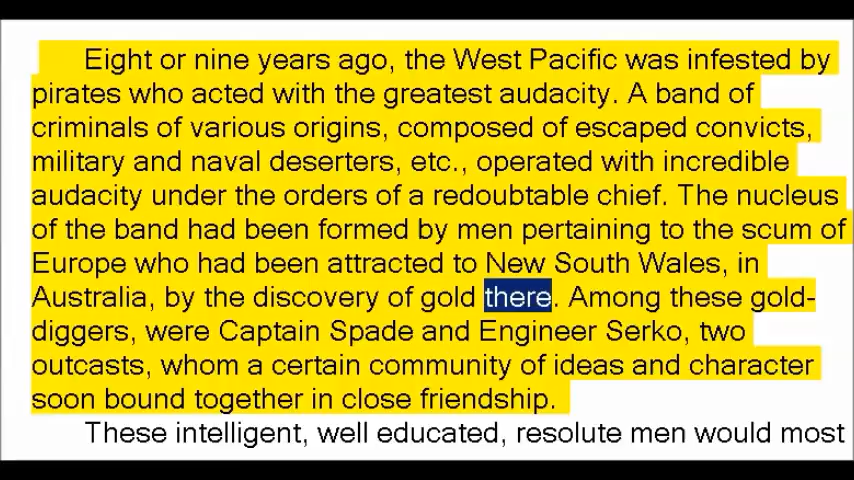 Eight or nine years ago, the West Pacific was infested by
pirates who acted with the greatest audacity. A band of
criminals of various origins, composed of escaped convicts,
military and naval deserters, etc., operated with incredible
audacity under the orders of a redoubtable chief. The nucleus
of the band had been formed by men pertaining to the scum of
Europe who had been attracted to New South Wales, in
Australia, by the discovery of gold there. Among these gold-
diggers, were Captain Spade and Engineer Serko, two
outcasts, whom a certain community of ideas and character
soon bound together in close friendship.
These intelligent, well educated, resolute men would most